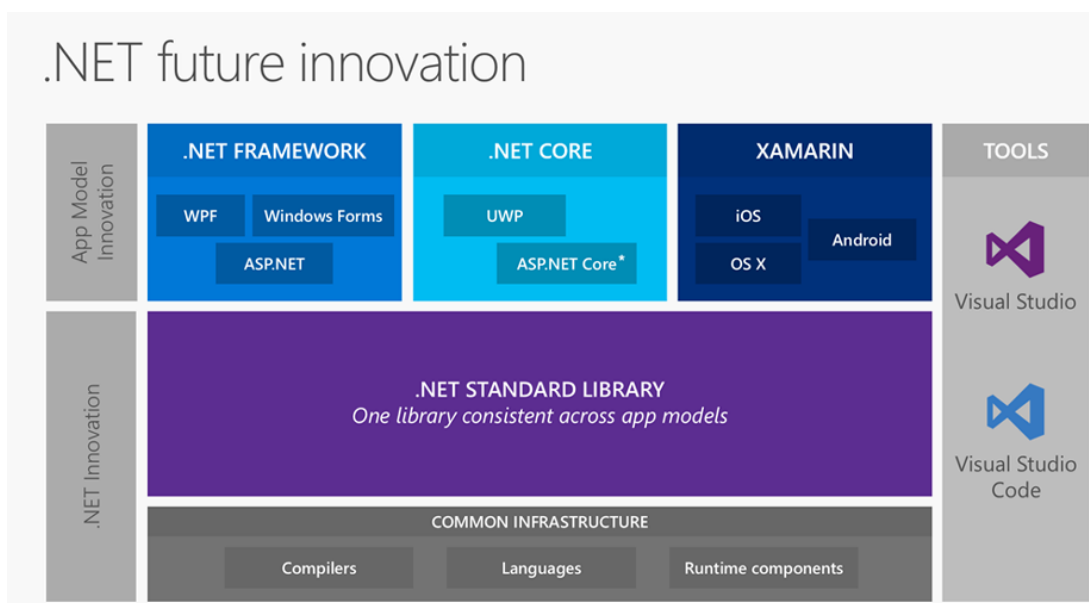 .NET future innovation
App Model
Innovation
.NET FRAMEWORK
WPF
Windows Forms
ASP.NET
.NET CORE
UWP
ASP.NET Core*
XAMARIN
iOS
Android
OS X
TOOLS
Visual Studio
Visual Studio
Code
.NET Innovation
.NET STANDARD LIBRARY
One library consistent across app models
COMMON INFRASTRUCTURE
Compilers
Languages
Runtime components